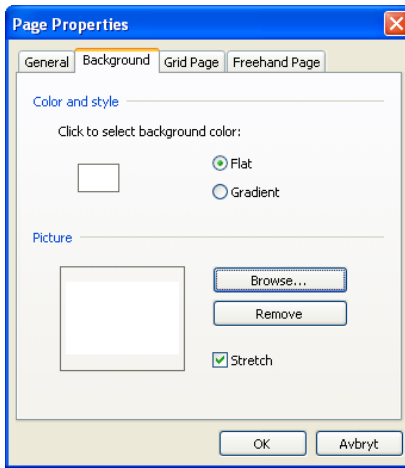 Page Properties
General Background Grid Page Freehand Page
Color and style
Click to select background color:
Flat
Gradient
Picture
Browse...
Remove
Stretch
OK Avbryt